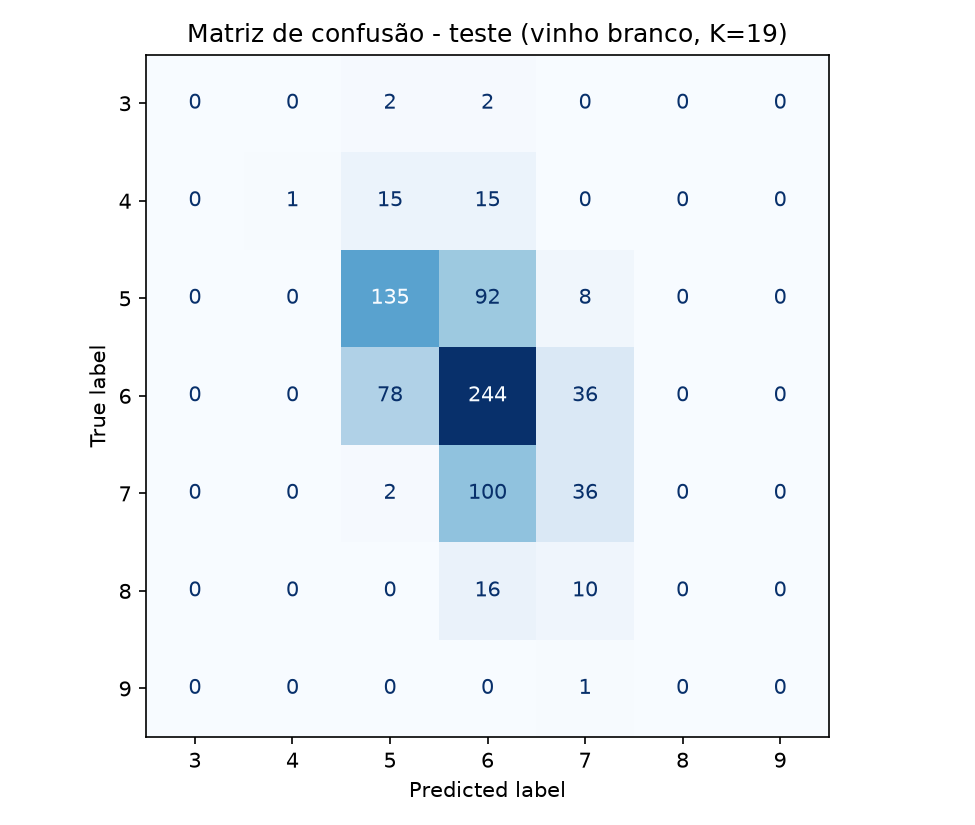 Matriz de confusão - teste (vinho branco, K=19)
3 0 0 2 2 0 0 0
4 0 1 15 15 0 0 0
5 0 0 135 92 8 0 0
6 0 0 78 244 36 0 0
7 0 0 2 100 36 0 0
8 0 0 0 16 10 0 0
9 0 0 0 0 1 0 0
True label
3 4 5 6 7 8 9
Predicted label